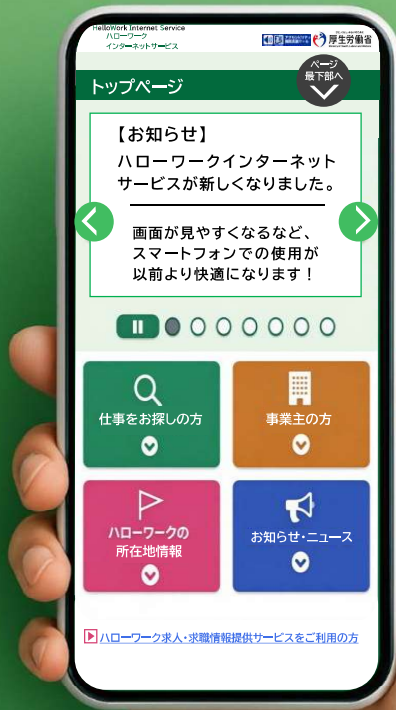 HelloWork Internet Service
ハローワーク
インターネットサービス
厚生労働省
ページ
最下部へ
トップページ
【お知らせ】
ハローワークインターネット
サービスが新しくなりました。
画面が見やすくなるなど、
スマートフォンでの使用が
以前より快適になります！
仕事をお探しの方
事業主の方
ハローワークの
所在地情報
お知らせ・ニュース
ハローワーク求人・求職情報提供サービスをご利用の方